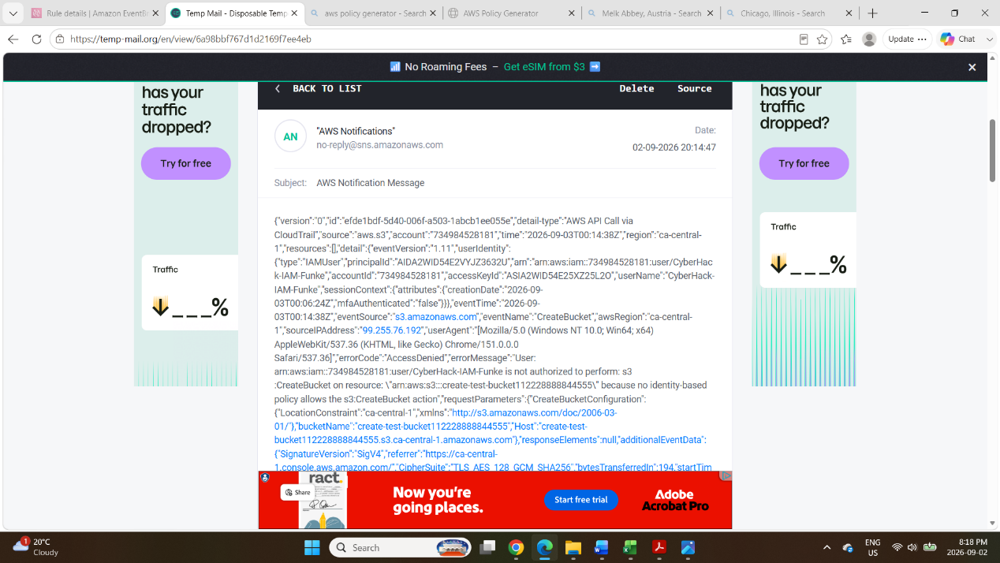 Rule details | Amazon EventBr
Temp Mail - Disposable Temp
aws policy generator - Search
AWS Policy Generator
Melk Abbey, Austria - Search
Chicago, Illinois - Search
https://temp-mail.org/en/view/6a98bbf767d1d2169f7ee4eb
Update
Chat
No Roaming Fees – Get eSIM from $3
has your
traffic
dropped?
Try for free
Traffic
_ _ _%
BACK TO LIST
Delete
Source
AN
"AWS Notifications"
no-reply@sns.amazonaws.com
Date:
02-09-2026 20:14:47
Subject: AWS Notification Message
{"version":"0","id":"efde1bdf-5d40-006f-a503-1abcb1ee055e","detail-type":"AWS API Call via
CloudTrail","source":"aws.s3","account":"734984528181","time":"2026-09-03T00:14:38Z","region":"ca-central-
1","resources":[],"detail":{"eventVersion":"1.11","userIdentity":
{"type":"IAMUser","principalId":"AIDA2WID54E2VYJZ3632U","arn":"arn:aws:iam::734984528181:user/CyberHac
k-IAM-Funke","accountId":"734984528181","accessKeyId":"ASIA2WID54E25XZ25L2O","userName":"CyberHack-
IAM-Funke","sessionContext":{"attributes":{"creationDate":"2026-09-
03T00:06:24Z","mfaAuthenticated":"false"}}},"eventTime":"2026-09-
03T00:14:38Z","eventSource":"s3.amazonaws.com","eventName":"CreateBucket","awsRegion":"ca-central-
1","sourceIPAddress":"99.255.76.192","userAgent":"[Mozilla/5.0 (Windows NT 10.0; Win64; x64)
AppleWebKit/537.36 (KHTML, like Gecko) Chrome/151.0.0.0
Safari/537.36]","errorCode":"AccessDenied","errorMessage":"User:
arn:aws:iam::734984528181:user/CyberHack-IAM-Funke is not authorized to perform: s3
:CreateBucket on resource: \"arn:aws:s3:::create-test-bucket112228888844555\" because no identity-based
policy allows the s3:CreateBucket action","requestParameters":{"CreateBucketConfiguration":
{"LocationConstraint":"ca-central-1","xmlns":"http://s3.amazonaws.com/doc/2006-03-
01/"},"bucketName":"create-test-bucket112228888844555","Host":"create-test-
bucket112228888844555.s3.ca-central-1.amazonaws.com"},"responseElements":null,"additionalEventData":
{"SignatureVersion":"SigV4","referrer":"https://ca-central-
1.console.aws.amazon.com/","CipherSuite":"TLS_AES_128_GCM_SHA256","bytesTransferredIn":194,"startTim
has your
traffic
dropped?
Try for free
Traffic
_ _ _%
ract.
Share
Now you're
going places.
Start free trial
Adobe
Acrobat Pro
1
20°C
Cloudy
Search
ENG
US
8:18 PM
2026-09-02